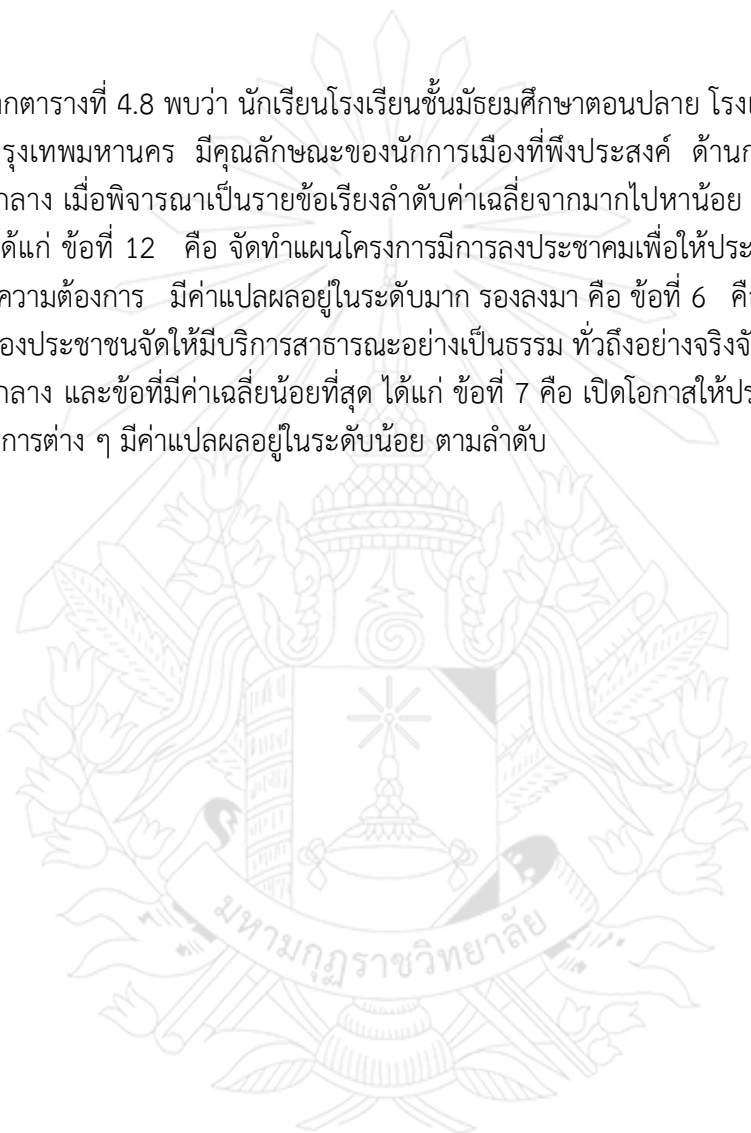 กตารางที่ 4.8 พบว่า นักเรียนโรงเรียนชั้นมัธยมศึกษาตอนปลาย โรงเ
รุงเทพมหานคร มีคุณลักษณะของนักการเมืองที่พึงประสงค์ ด้านก
กลาง เมื่อพิจารณาเป็นรายข้อเรียงลำดับค่าเฉลี่ยจากมากไปหาน้อย
ด้แก่ ข้อที่ 12 คือ จัดทำแผนโครงการมีการลงประชาคมเพื่อให้ประ
ความต้องการ มีค่าแปลผลอยู่ในระดับมาก รองลงมา คือ ข้อที่ 6 คื
องประชาชนจัดให้มีบริการสาธารณะอย่างเป็นธรรม ทั่วถึงอย่างจริงจั
กลาง และข้อที่มีค่าเฉลี่ยน้อยที่สุด ได้แก่ ข้อที่ 7 คือ เปิดโอกาสให้ปร
การต่าง ๆ มีค่าแปลผลอยู่ในระดับน้อย ตามลำดับ
มหามกุฏราชวิทยาลัย